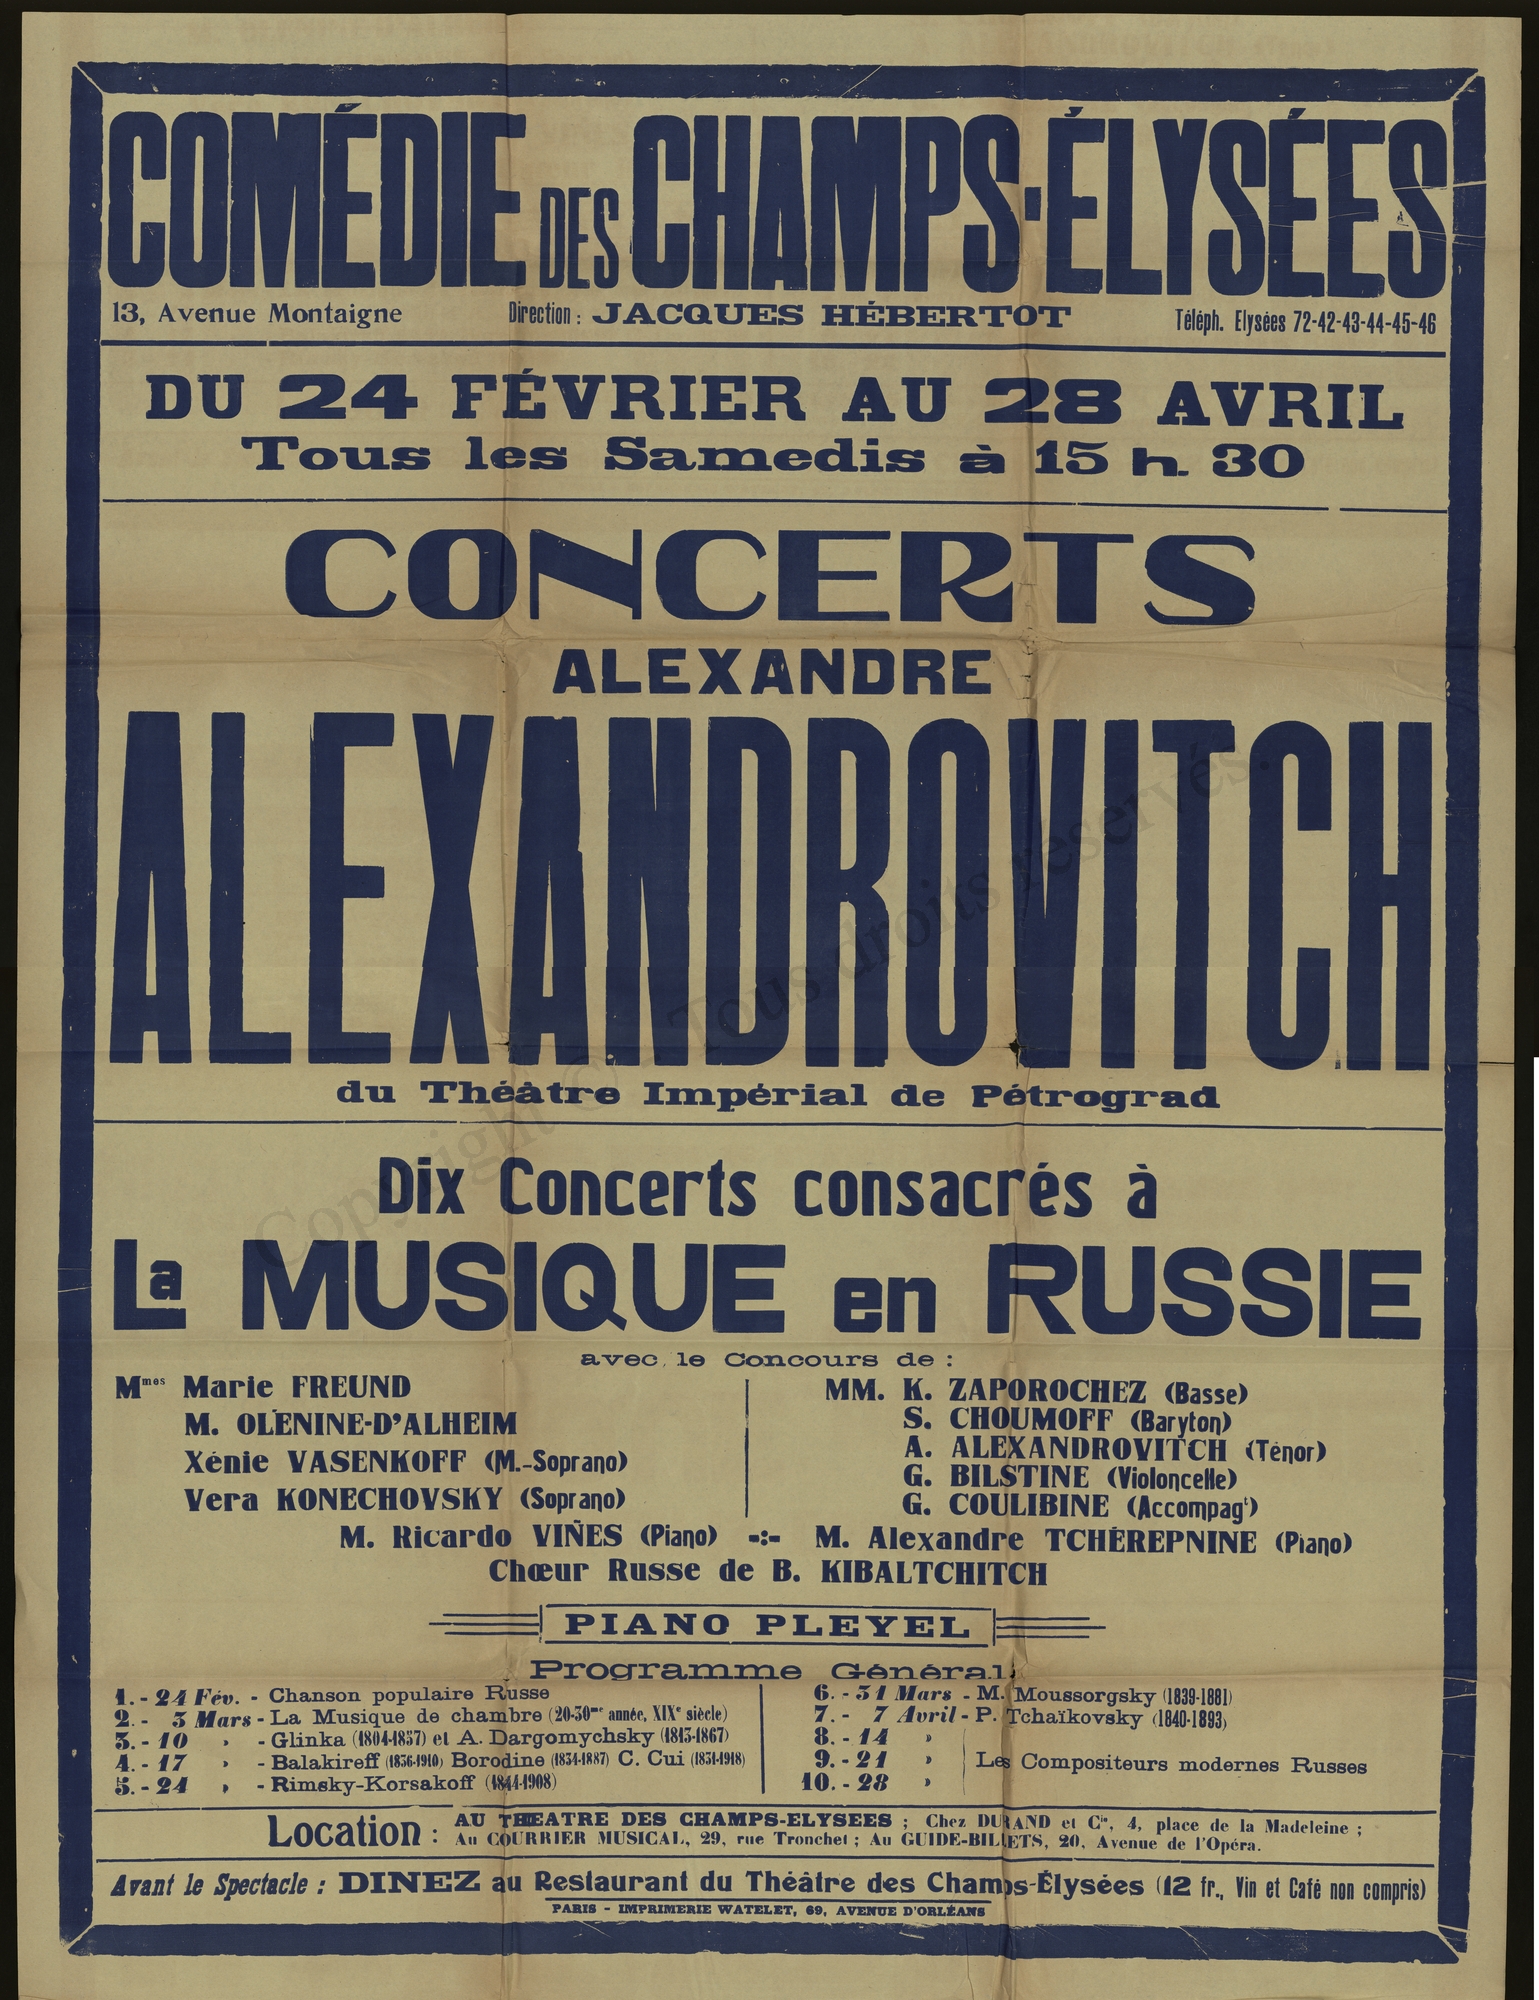 COMÉDIE DES CHAMPS-ÉLYSÉES
13, Avenue Montaigne Direction : JACQUES HÉBERTOT Téléph. Elysées 72-42-43-44-45-46
DU 24 FÉVRIER AU 28 AVRIL
Tous les Samedis à 15 h. 30
CONCERTS
ALEXANDRE
ALEXANDROVITCH
du Théâtre Impérial de Pétrograd
Dix Concerts consacrés à
La MUSIQUE en RUSSIE
avec le Concours de :
Mmes Marie FREUND
M. OLÉNINE-D'ALHEIM
Xénie VASENKOFF (M.-Soprano)
Vera KONECHOVSKY (Soprano)
MM. K. ZAPOROCHEZ (Basse)
S. CHOUMOFF (Baryton)
A. ALEXANDROVITCH (Ténor)
G. BILSTINE (Violoncelle)
G. COULIBINE (Accompagt)
M. Ricardo VIÑES (Piano) -:- M. Alexandre TCHÉREPNINE (Piano)
Chœur Russe de B. KIBALTCHITCH
PIANO PLEYEL
Programme Général
1. - 24 Fév. - Chanson populaire Russe
2. - 3 Mars - La Musique de chambre (20-30me année, XIXe siècle)
3. - 10 » - Glinka (1804-1857) et A. Dargomychsky (1813-1867)
4. - 17 » - Balakireff (1836-1910) Borodine (1834-1887) C. Cui (1831-1918)
5. - 24 » - Rimsky-Korsakoff (1844-1908)
6. - 31 Mars - M. Moussorgsky (1839-1881)
7. - 7 Avril - P. Tchaïkovsky (1840-1893)
8. - 14 »
9. - 21 » Les Compositeurs modernes Russes
10. - 28 »
Location : AU THEATRE DES CHAMPS-ELYSEES ; Chez DURAND et Cie, 4, place de la Madeleine ;
Au COURRIER MUSICAL, 29, rue Tronchet ; Au GUIDE-BILLETS, 20, Avenue de l'Opéra.
Avant le Spectacle : DINEZ au Restaurant du Théâtre des Champs-Élysées (12 fr., Vin et Café non compris)
PARIS - IMPRIMERIE WATELET, 69, AVENUE D'ORLÉANS
Copyright © - Tous droits réservés.